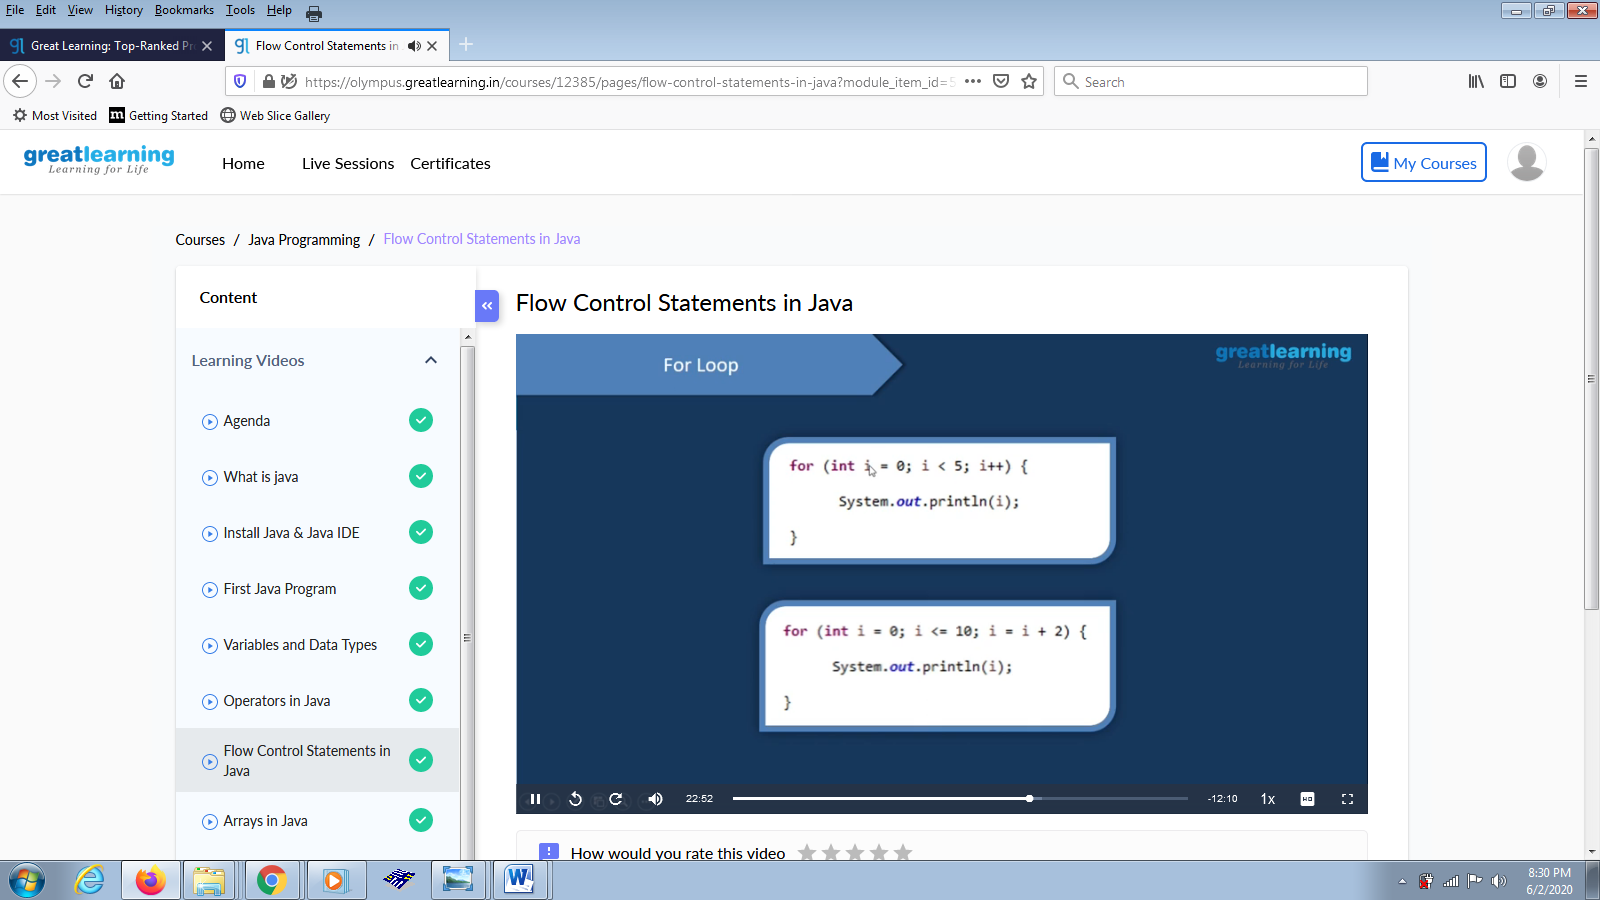 File Edit View History Bookmarks Tools Help
Great Learning: Top-Ranked Pr
Flow Control Statements in
https://olympus.greatlearning.in/courses/12385/pages/flow-control-statements-in-java?module_item_id=5
Search
Most Visited Getting Started Web Slice Gallery
greatlearning
Learning for Life
Home Live Sessions Certificates
My Courses
Courses / Java Programming / Flow Control Statements in Java
Content
Learning Videos
Agenda
What is java
Install Java & Java IDE
First Java Program
Variables and Data Types
Operators in Java
Flow Control Statements in
Java
Arrays in Java
Flow Control Statements in Java
For Loop
greatlearning
Learning for Life
for (int i = 0; i < 5; i++) {
System.out.println(i);
}
for (int i = 0; i <= 10; i = i + 2) {
System.out.println(i);
}
22:52 -12:10 1x HD
How would you rate this video
8:30 PM
6/2/2020